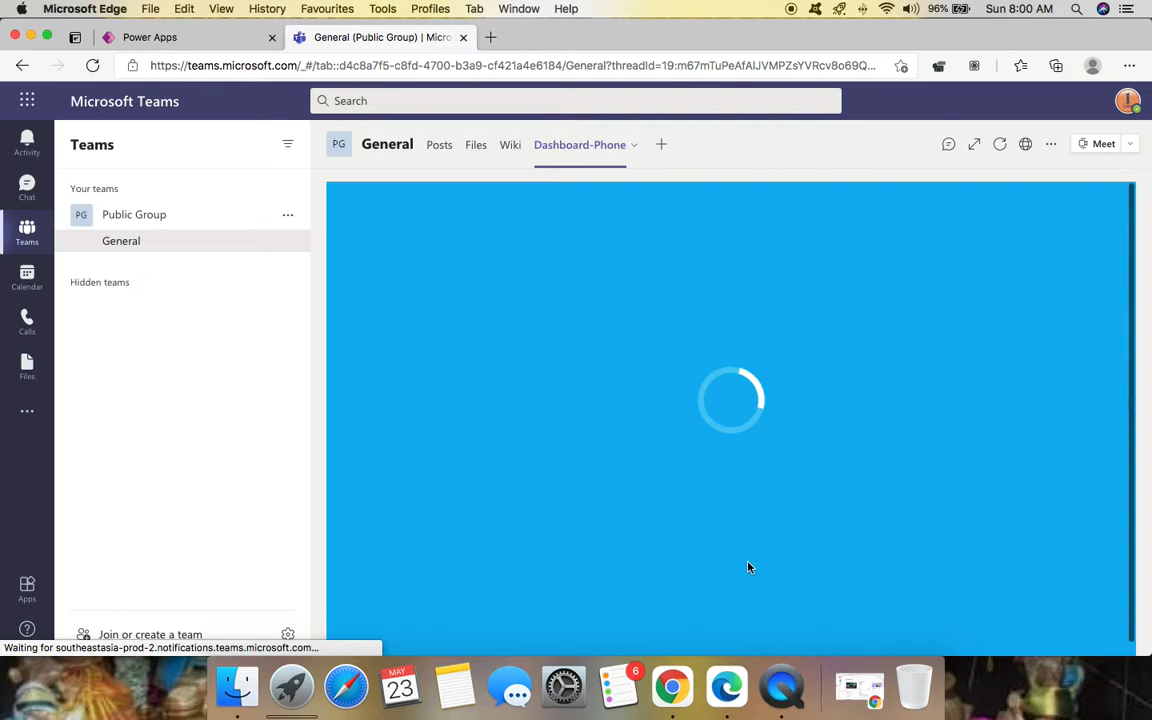 Microsoft Edge File Edit View History Favourites Tools Profiles Tab Window Help 96% Sun 8:00 AM
Power Apps General (Public Group) | Micro
https://teams.microsoft.com/_#/tab::d4c8a7f5-c8fd-4700-b3a9-cf421a4e6184/General?threadId=19:m67mTuPeAfAIJVMPZsYVRcv8o69Q...
Microsoft Teams Search 1
Activity
Chat
Teams
Calendar
Calls
Files
Apps
Teams
Your teams
PG Public Group
General
Hidden teams
Join or create a team
PG General Posts Files Wiki Dashboard-Phone Meet
Waiting for southeastasia-prod-2.notifications.teams.microsoft.com...
MAY
23
6